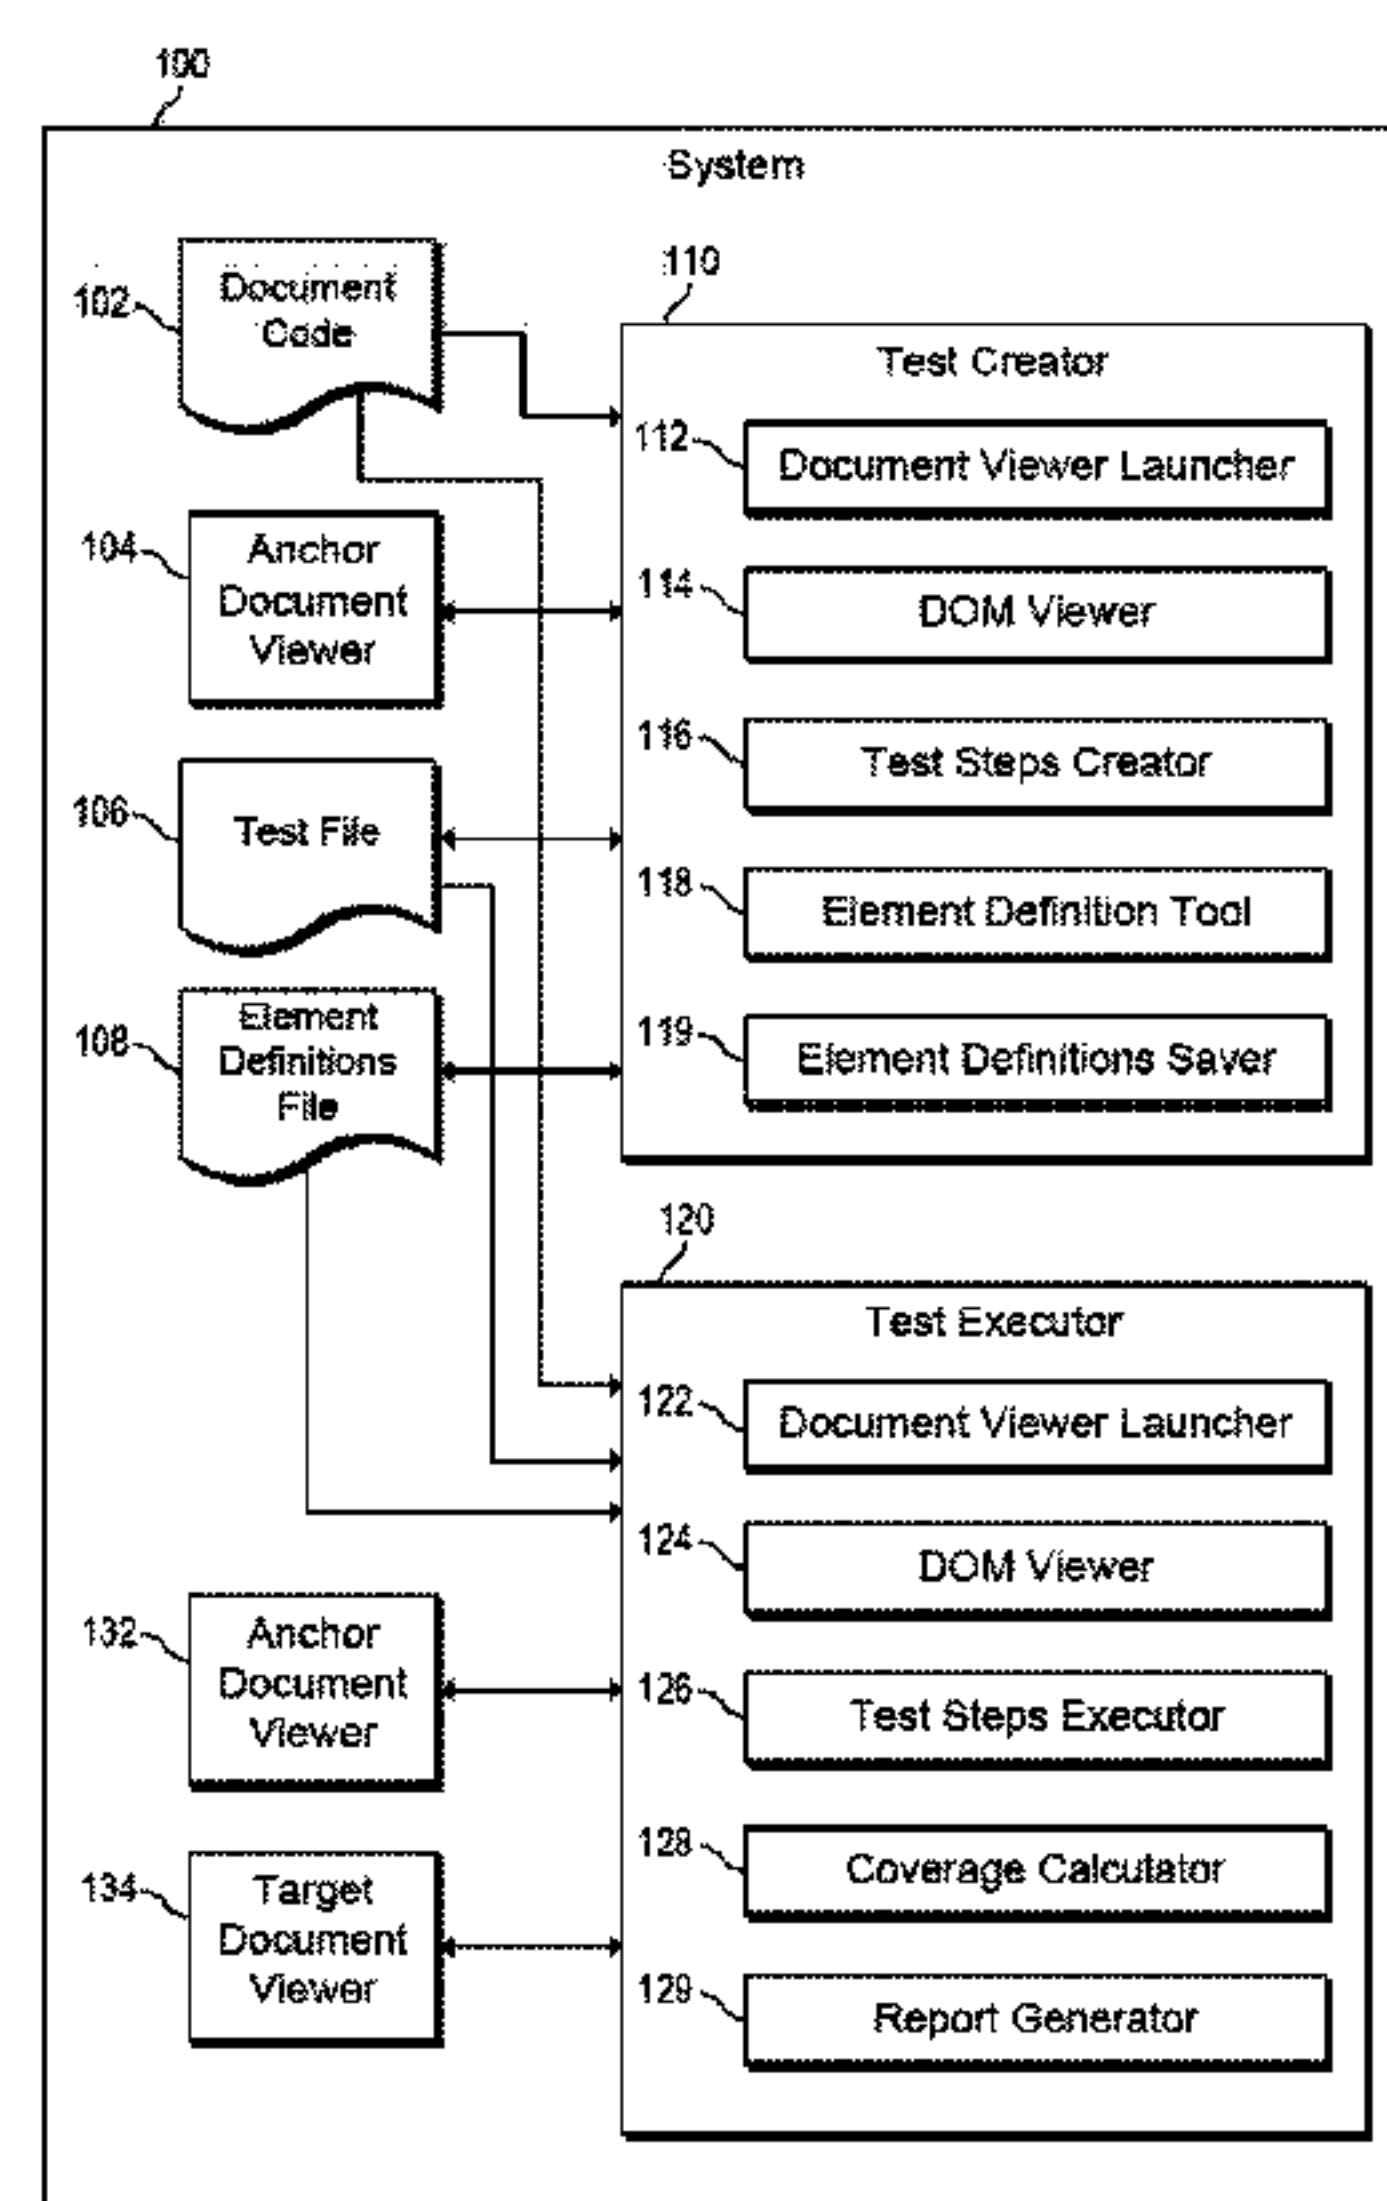 100
System
102
Document
Code
110
Test Creator
112
Document Viewer Launcher
104
Anchor
Document
Viewer
114
DOM Viewer
116
Test Steps Creator
106
Test File
118
Element Definition Tool
108
Element
Definitions
File
119
Element Definitions Saver
120
Test Executor
122
Document Viewer Launcher
124
DOM Viewer
132
Anchor
Document
Viewer
126
Test Steps Executor
128
Coverage Calculator
134
Target
Document
Viewer
129
Report Generator